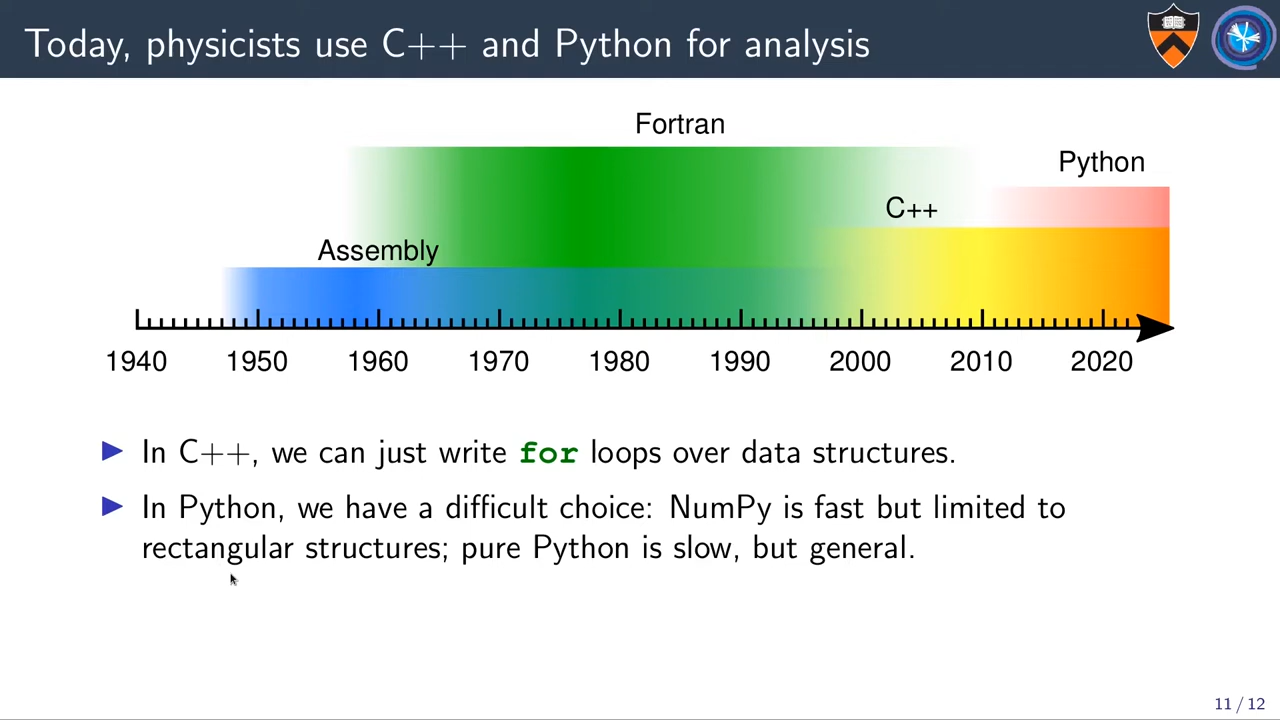 Today, physicists use C++ and Python for analysis
Fortran
Python
C++
Assembly
1940 1950 1960 1970 1980 1990 2000 2010 2020
In C++, we can just write for loops over data structures.
In Python, we have a difficult choice: NumPy is fast but limited to
rectangular structures; pure Python is slow, but general.
11 / 12